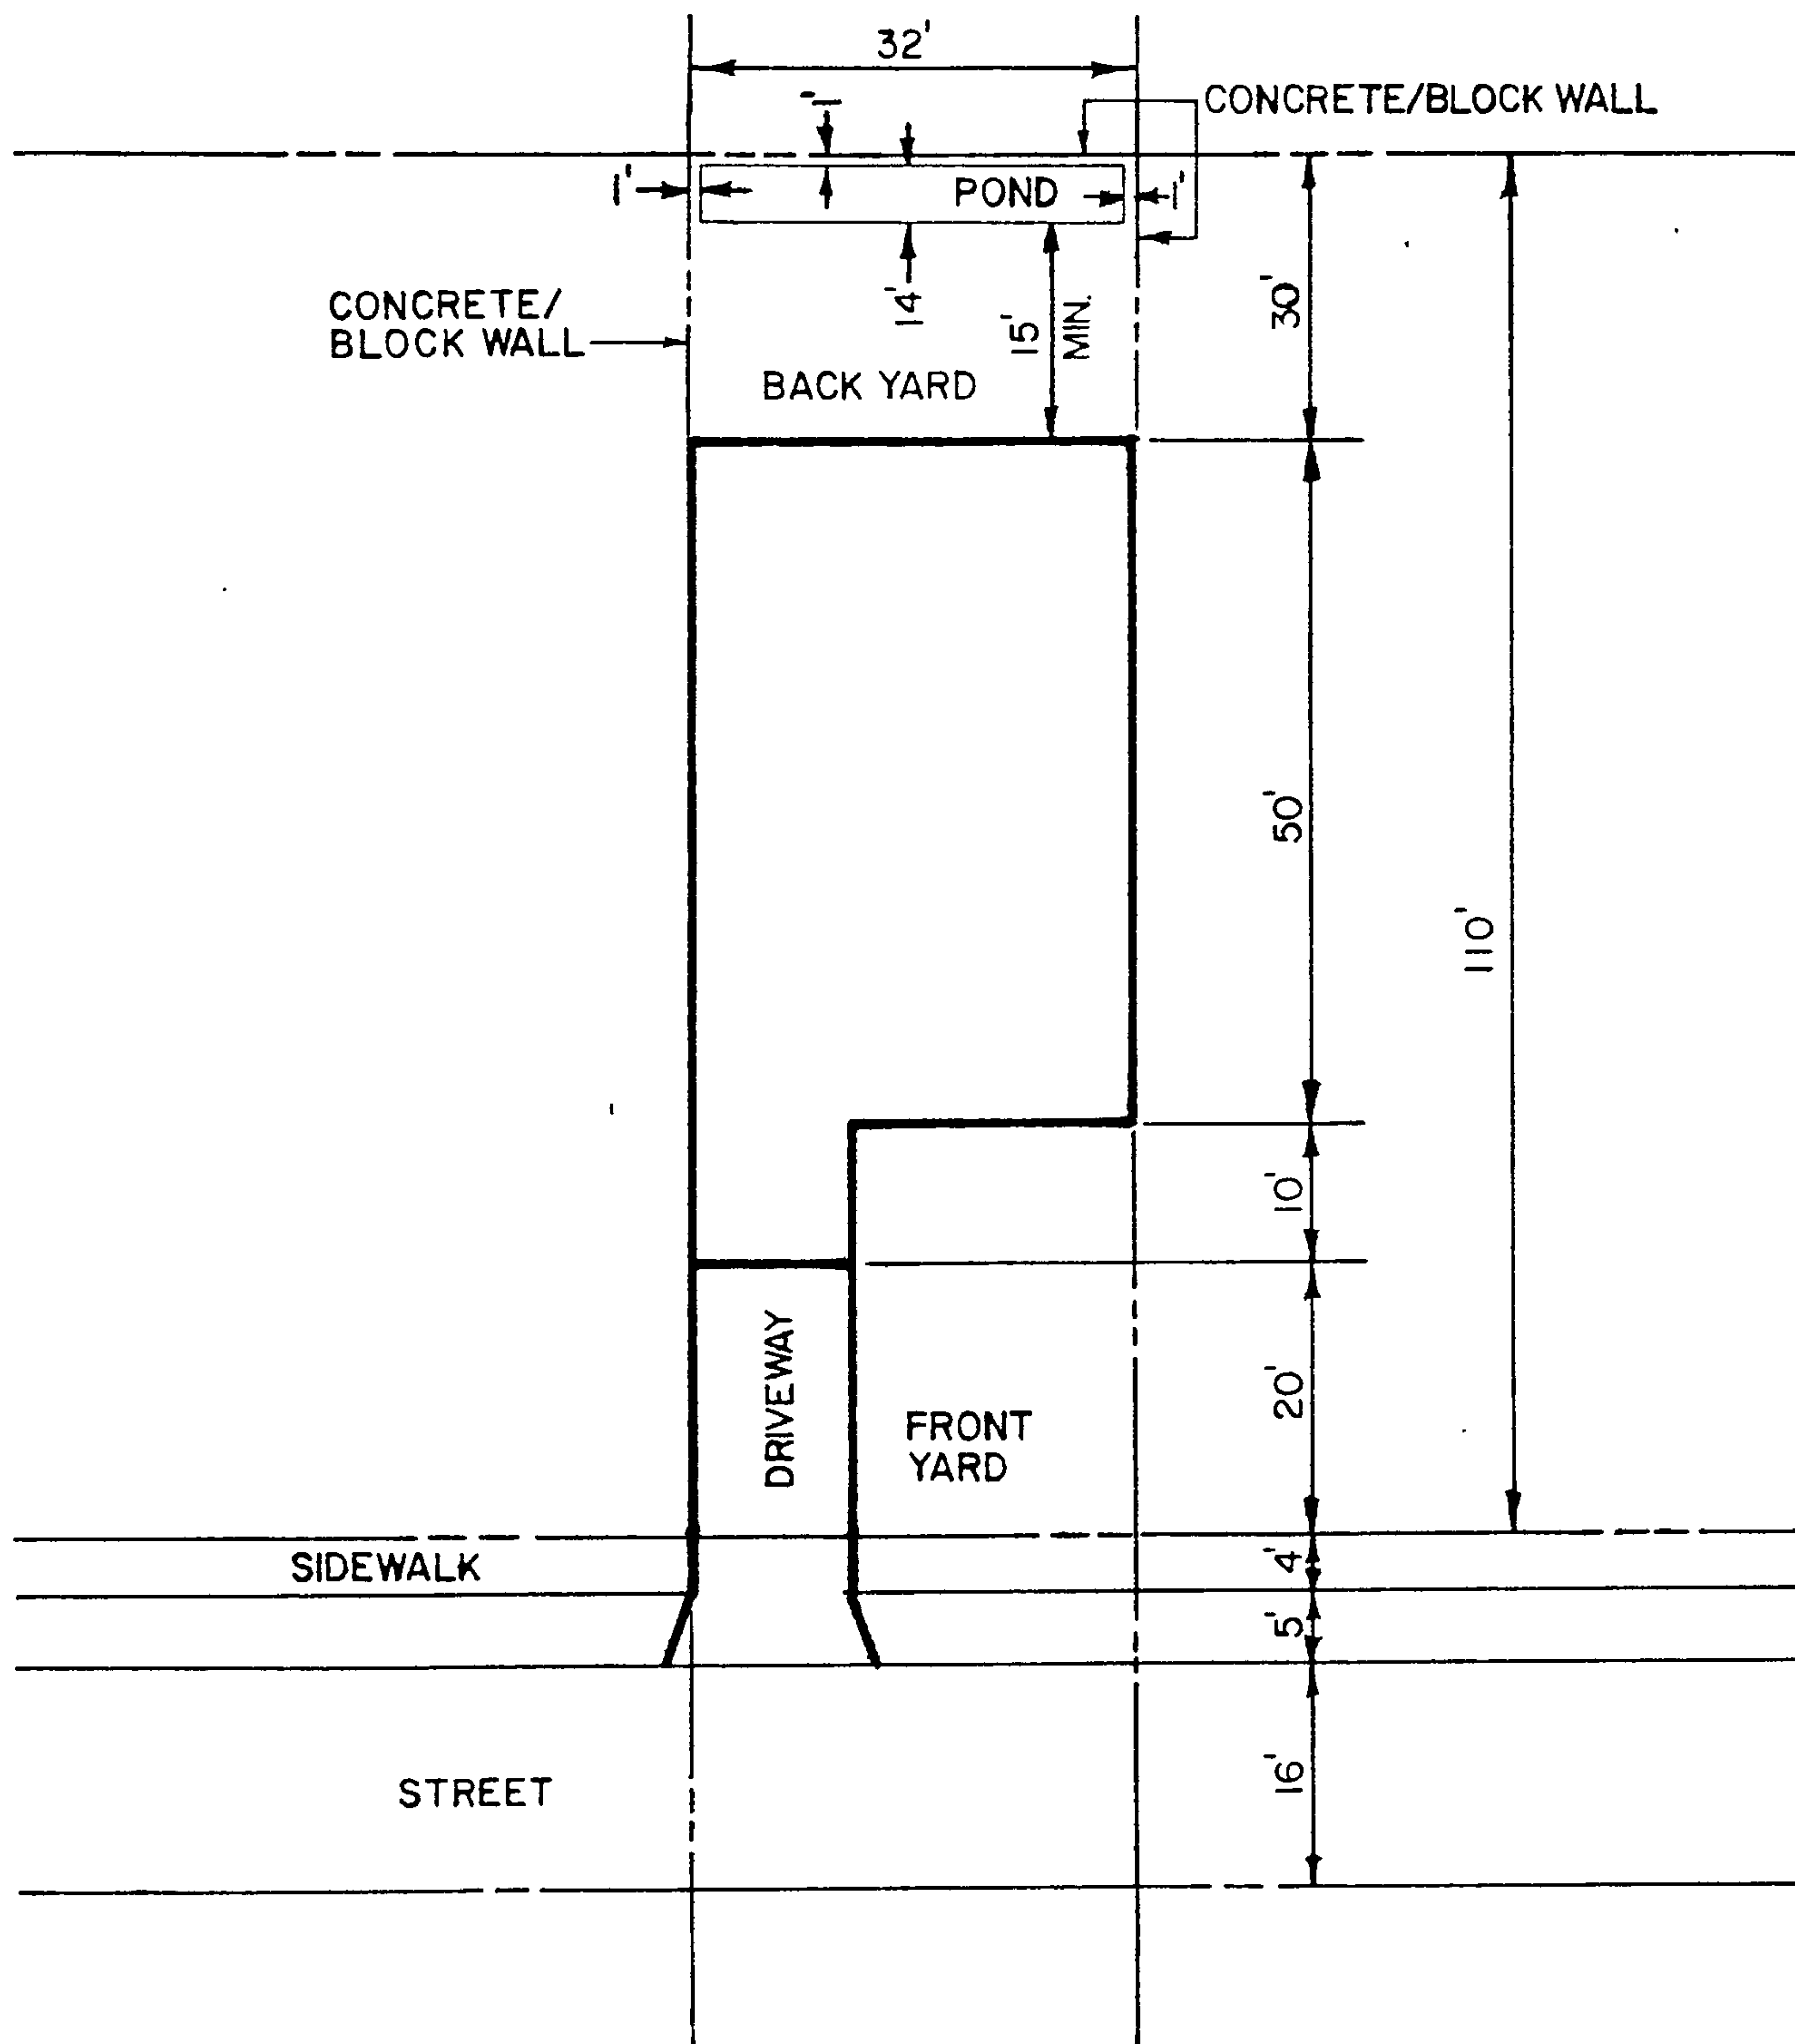 32'
1'
CONCRETE/BLOCK WALL
1'
POND
1'
14'
15'
MIN.
30'
CONCRETE/
BLOCK WALL
BACK YARD
50'
110'
10'
20'
DRIVEWAY
FRONT
YARD
SIDEWALK
4'
5'
STREET
16'